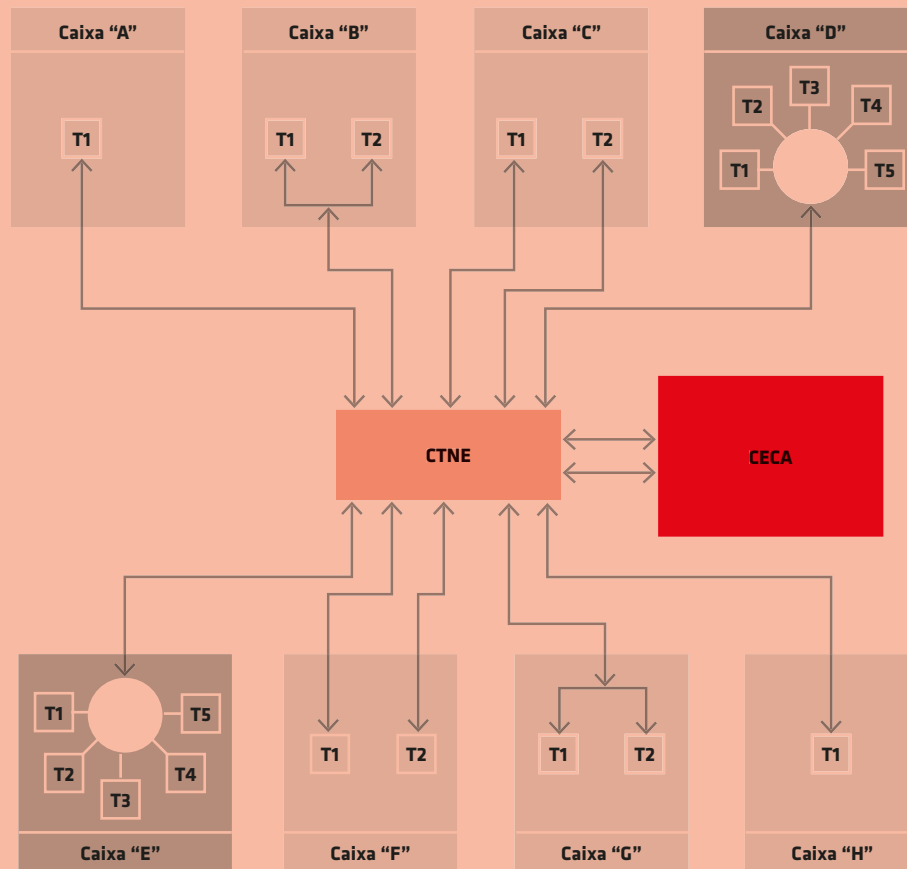 Caixa “A”
Caixa “B”
Caixa “C”
Caixa “D”
T1
T1
T2
T1
T2
T1
T2
T3
T4
T5
CTNE
CECA
T1
T2
T3
T4
T5
T1
T2
T1
T2
T1
Caixa “E”
Caixa “F”
Caixa “G”
Caixa “H”